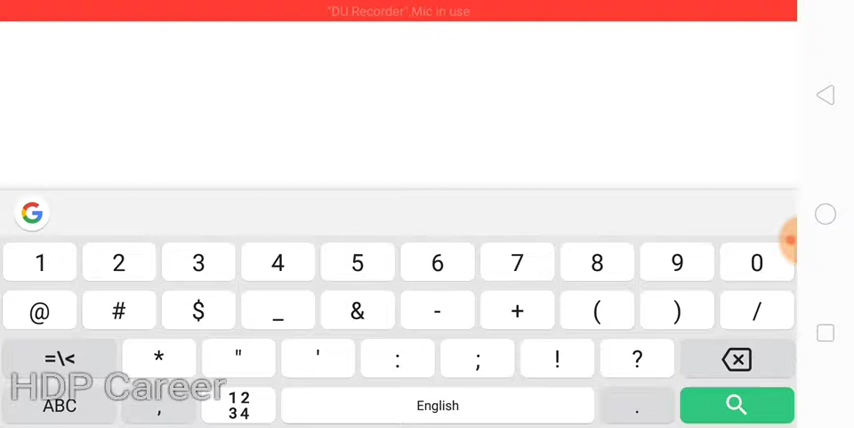 "DU Recorder",Mic in use
G
1 2 3 4 5 6 7 8 9 0
@ # $ _ & - + ( ) /
=\< * " ' : ; ! ?
HDP Career
ABC , 12 34 English .